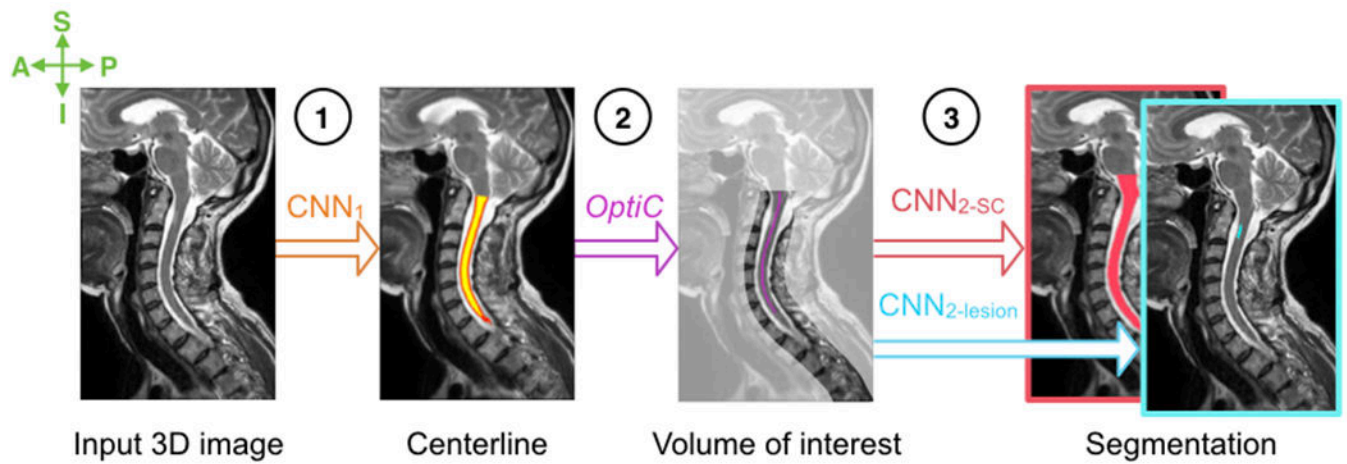 S
A P
I
1
2
3
CNN1
OptiC
CNN2-SC
CNN2-lesion
Input 3D image
Centerline
Volume of interest
Segmentation